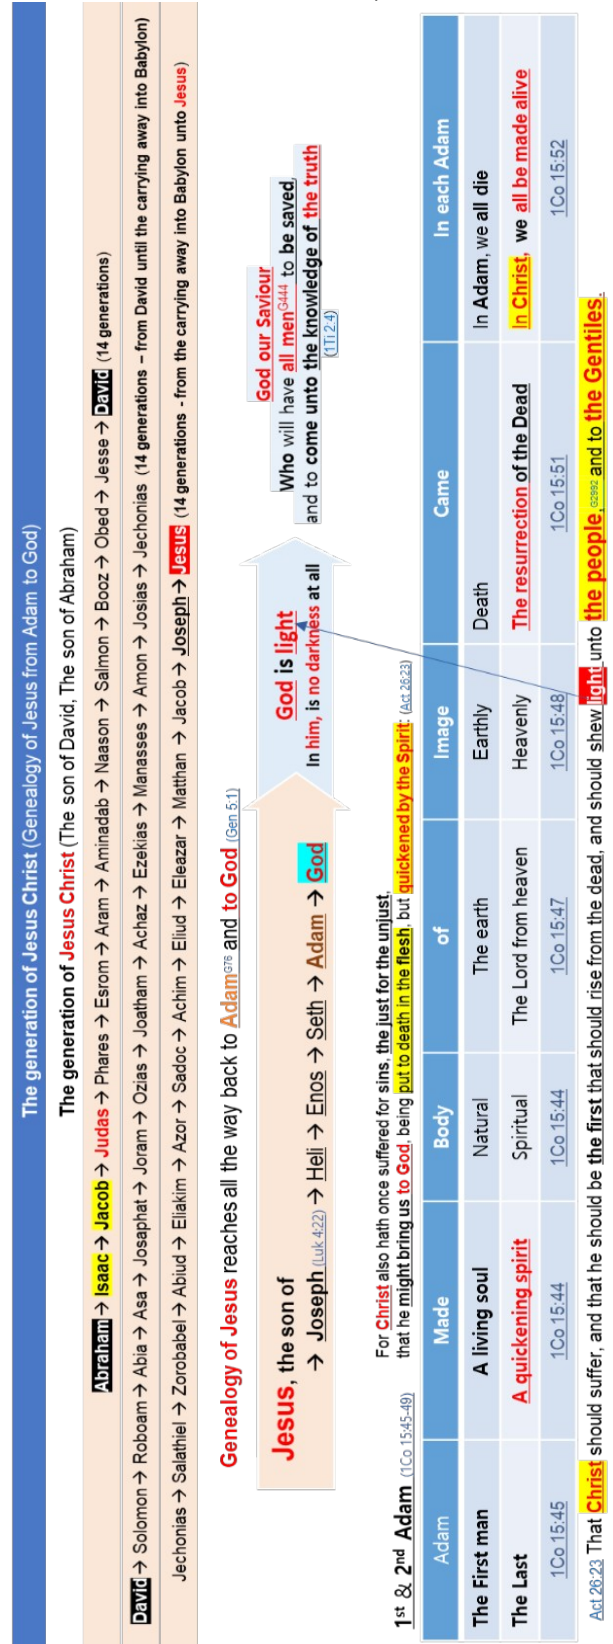 The generation of Jesus Christ (Genealogy of Jesus from Adam to God)
The generation of Jesus Christ (The son of David, The son of Abraham)
Abraham → Isaac → Jacob → Judas → Phares → Esrom → Aram → Aminadab → Naason → Salmon → Booz → Obed → Jesse → David (14 generations)
David → Solomon → Roboam → Abia → Asa → Josaphat → Joram → Ozias → Joatham → Achaz → Ezekias → Manasses → Amon → Josias → Jechonias (14 generations – from David until the carrying away into Babylon)
Jechonias → Salathiel → Zorobabel → Abiud → Eliakim → Azor → Sadoc → Achim → Eliud → Eleazar → Matthan → Jacob → Joseph → Jesus (14 generations - from the carrying away into Babylon unto Jesus)
Genealogy of Jesus reaches all the way back to Adam G76 and to God (Gen 5:1)
Jesus, the son of
→ Joseph (Luk 4:22) → Heli → Enos → Seth → Adam → God
God is light
In him, is no darkness at all
God our Saviour
Who will have all men G444 to be saved,
and to come unto the knowledge of the truth
(1Ti 2:4)
For Christ also hath once suffered for sins, the just for the unjust,
that he might bring us to God, being put to death in the flesh, but quickened by the Spirit: (Act 26:23)
1st & 2nd Adam (1Co 15:45-49)
Adam Made Body of Image Came In each Adam
The First man A living soul Natural The earth Earthly Death In Adam, we all die
The Last A quickening spirit Spiritual The Lord from heaven Heavenly The resurrection of the Dead In Christ, we all be made alive
1Co 15:45 1Co 15:44 1Co 15:44 1Co 15:47 1Co 15:48 1Co 15:51 1Co 15:52
Act 26:23 That Christ should suffer, and that he should be the first that should rise from the dead, and should shew light unto the people, G2992 and to the Gentiles.